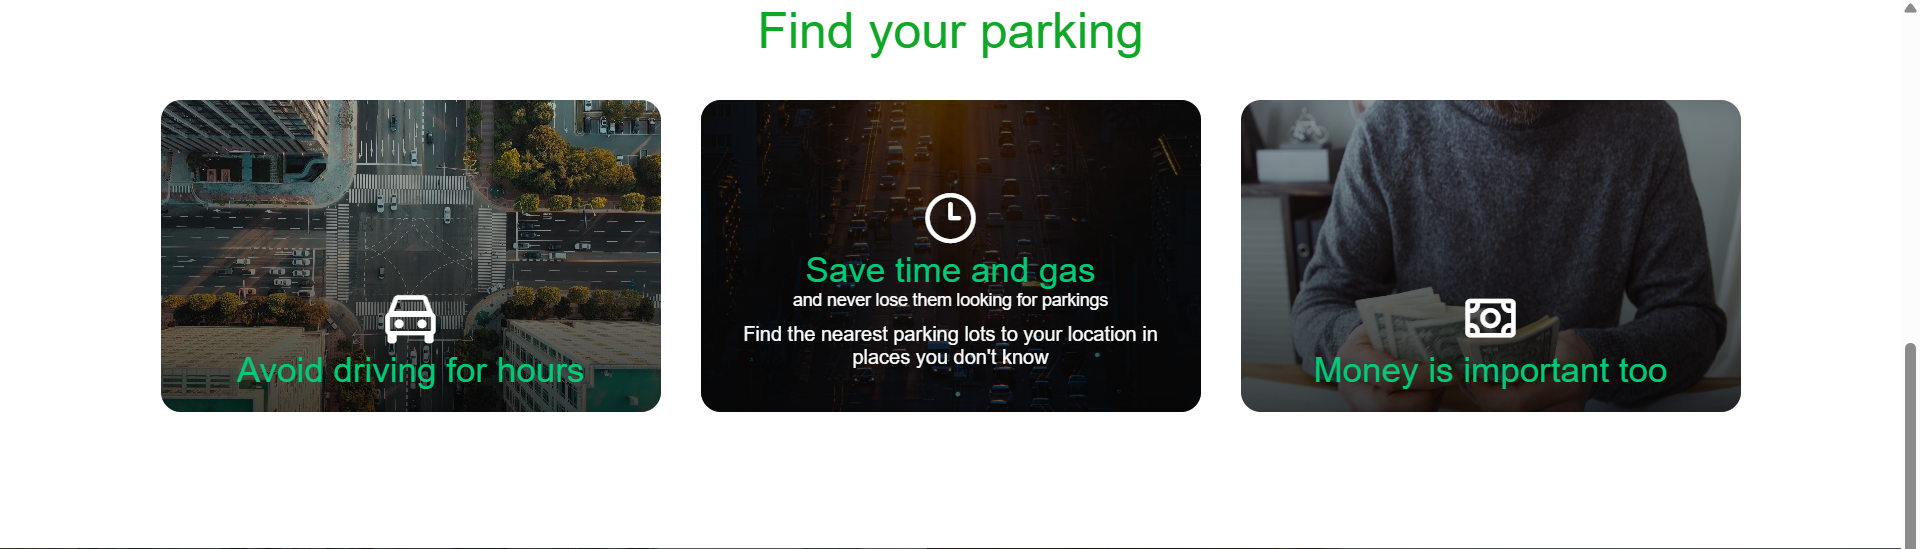 Find your parking
Avoid driving for hours
Save time and gas
and never lose them looking for parkings
Find the nearest parking lots to your location in
places you don't know
Money is important too